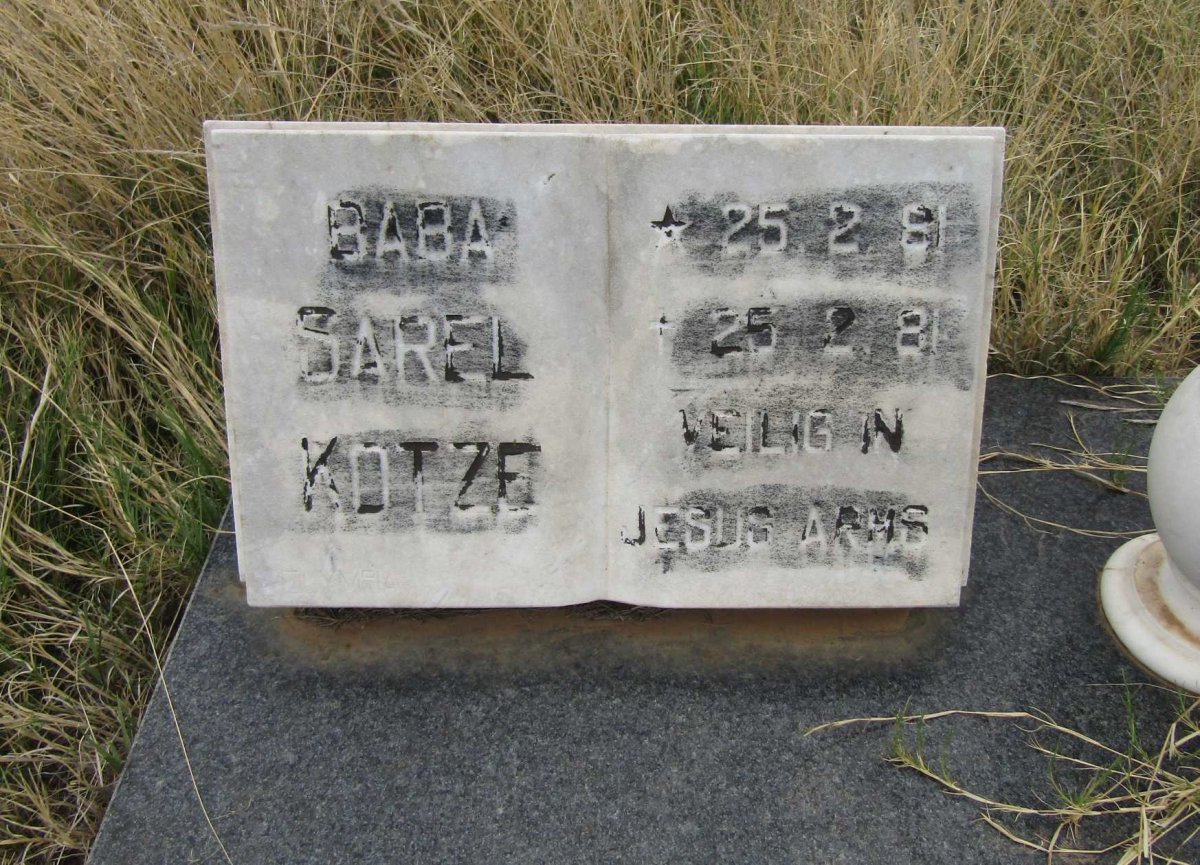 BABA
SAREL
KOTZE
★ 25 2 81
† 25 2 81
VEILIG IN
JESUS ARMS